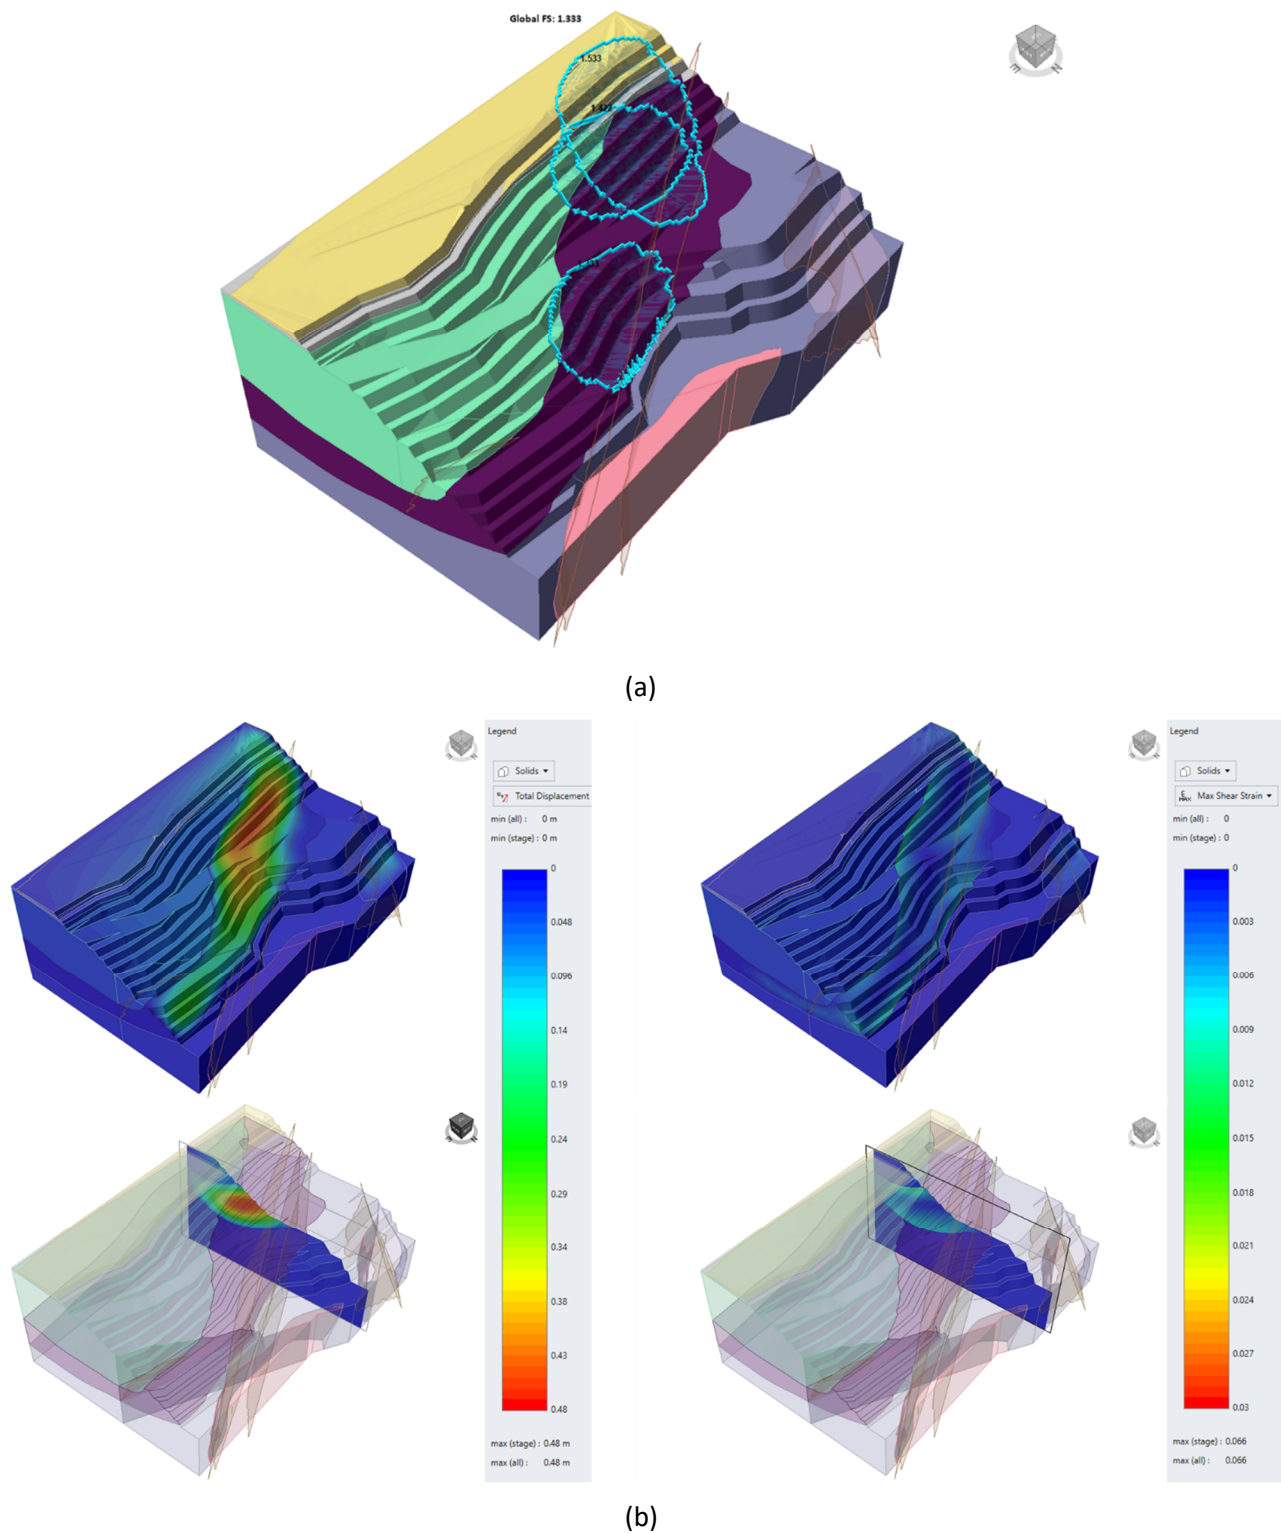 Global FS: 1.333
1.533
(a)
Legend
Solids
Total Displacement
min (all) : 0 m
min (stage) : 0 m
0
0.048
0.096
0.14
0.19
0.24
0.29
0.34
0.38
0.43
0.48
max (stage) : 0.48 m
max (all) : 0.48 m
Legend
Solids
Max Shear Strain
min (all) : 0
min (stage) : 0
0
0.003
0.006
0.009
0.012
0.015
0.018
0.021
0.024
0.027
0.03
max (stage) : 0.066
max (all) : 0.066
(b)